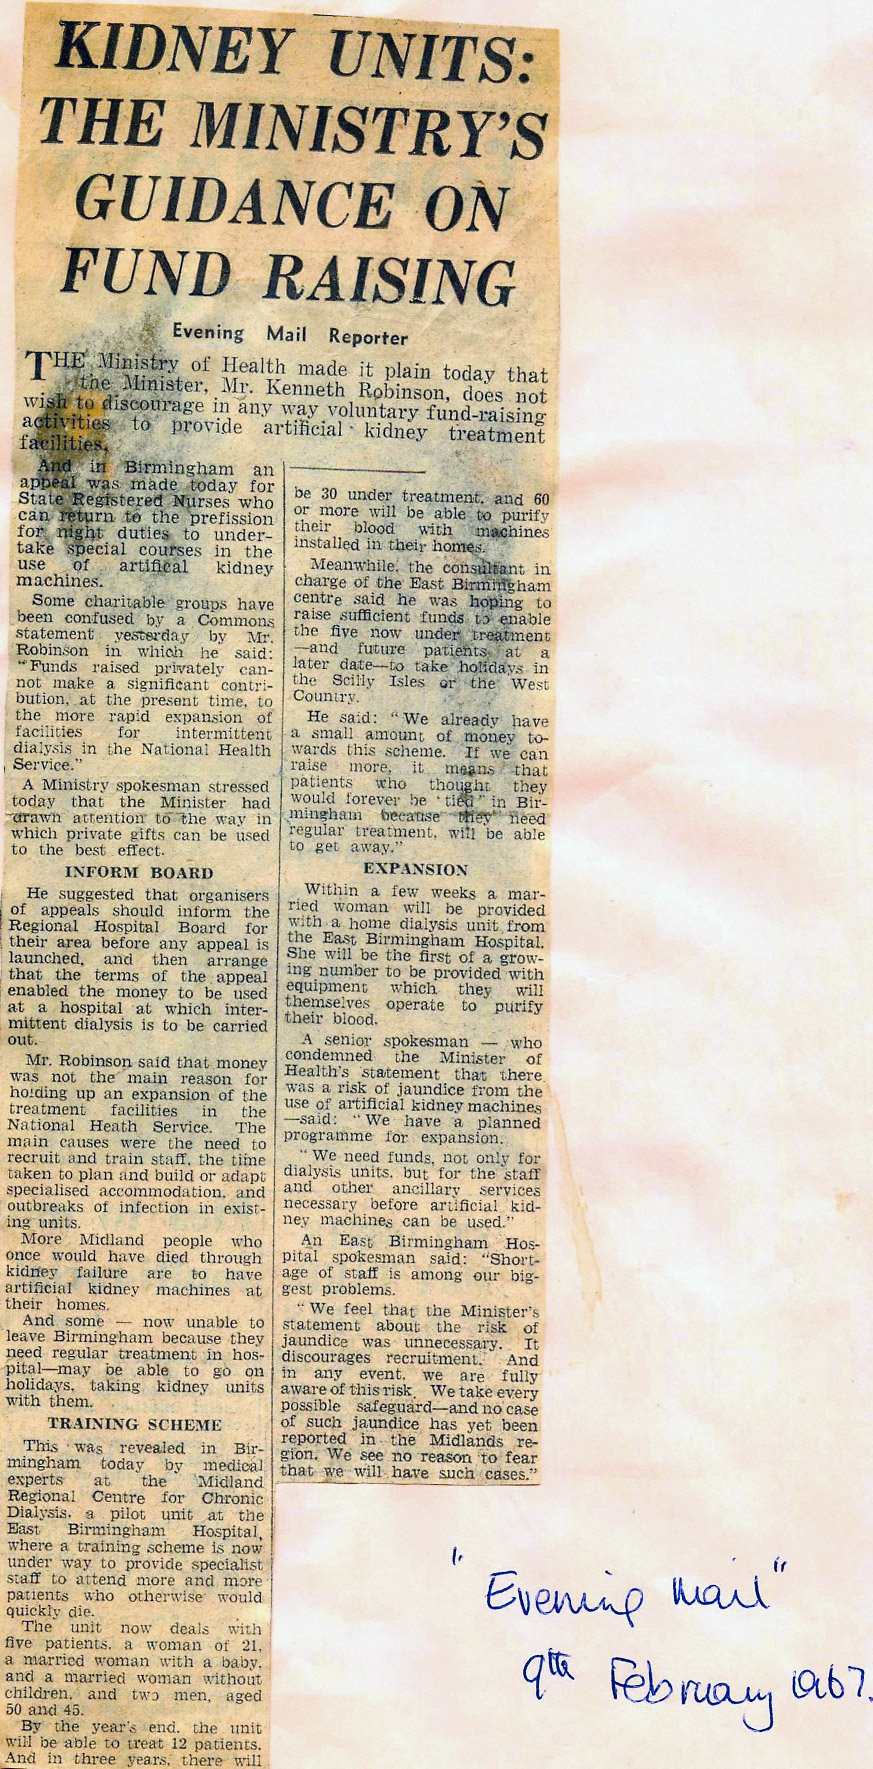 KIDNEY UNITS:
THE MINISTRY'S
GUIDANCE ON
FUND RAISING
Evening Mail Reporter
THE Ministry of Health made it plain today that
the Minister, Mr. Kenneth Robinson, does not
wish to discourage in any way voluntary fund-raising
activities to provide artificial kidney treatment
facilities.
And in Birmingham an
appeal was made today for
State Registered Nurses who
can return to the prefission
for night duties to under-
take special courses in the
use of artifical kidney
machines.
Some charitable groups have
been confused by a Commons
statement yesterday by Mr.
Robinson in which he said:
"Funds raised privately can-
not make a significant contri-
bution, at the present time, to
the more rapid expansion of
facilities for intermittent
dialysis in the National Health
Service."
A Ministry spokesman stressed
today that the Minister had
drawn attention to the way in
which private gifts can be used
to the best effect.
INFORM BOARD
He suggested that organisers
of appeals should inform the
Regional Hospital Board for
their area before any appeal is
launched, and then arrange
that the terms of the appeal
enabled the money to be used
at a hospital at which inter-
mittent dialysis is to be carried
out.
Mr. Robinson said that money
was not the main reason for
holding up an expansion of the
treatment facilities in the
National Heath Service. The
main causes were the need to
recruit and train staff, the time
taken to plan and build or adapt
specialised accommodation, and
outbreaks of infection in exist-
ing units.
More Midland people who
once would have died through
kidney failure are to have
artificial kidney machines at
their homes.
And some — now unable to
leave Birmingham because they
need regular treatment in hos-
pital—may be able to go on
holidays, taking kidney units
with them.
TRAINING SCHEME
This was revealed in Bir-
mingham today by medical
experts at the Midland
Regional Centre for Chronic
Dialysis, a pilot unit at the
East Birmingham Hospital,
where a training scheme is now
under way to provide specialist
staff to attend more and more
patients who otherwise would
quickly die.
The unit now deals with
five patients, a woman of 21,
a married woman with a baby,
and a married woman without
children, and two men, aged
50 and 45.
By the year's end, the unit
will be able to treat 12 patients.
And in three years, there will
be 30 under treatment, and 60
or more will be able to purify
their blood with machines
installed in their homes.
Meanwhile, the consultant in
charge of the East Birmingham
centre said he was hoping to
raise sufficient funds to enable
the five now under treatment
—and future patients at a
later date—to take holidays in
the Scilly Isles or the West
Country.
He said: "We already have
a small amount of money to-
wards this scheme. If we can
raise more, it means that
patients who thought they
would forever be 'tied' in Bir-
mingham because they need
regular treatment, will be able
to get away."
EXPANSION
Within a few weeks a mar-
ried woman will be provided
with a home dialysis unit from
the East Birmingham Hospital.
She will be the first of a grow-
ing number to be provided with
equipment which they will
themselves operate to purify
their blood.
A senior spokesman — who
condemned the Minister of
Health's statement that there
was a risk of jaundice from the
use of artificial kidney machines
—said: "We have a planned
programme for expansion.
"We need funds, not only for
dialysis units, but for the staff
and other ancillary services
necessary before artificial kid-
ney machines can be used."
An East Birmingham Hos-
pital spokesman said: "Short-
age of staff is among our big-
gest problems.
"We feel that the Minister's
statement about the risk of
jaundice was unnecessary. It
discourages recruitment. And
in any event, we are fully
aware of this risk. We take every
possible safeguard—and no case
of such jaundice has yet been
reported in the Midlands re-
gion. We see no reason to fear
that we will have such cases."
"Evening Mail"
9th February 1967.